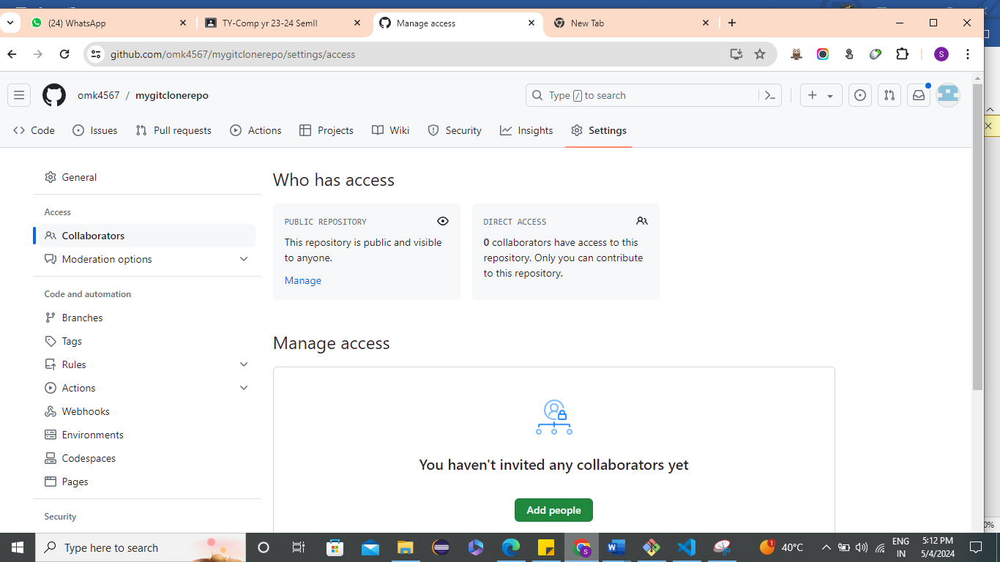 (24) WhatsApp
TY-Comp yr 23-24 SemII
Manage access
New Tab
github.com/omk4567/mygitclonerepo/settings/access
S
omk4567 / mygitclonerepo
Type / to search
Code
Issues
Pull requests
Actions
Projects
Wiki
Security
Insights
Settings
General
Access
Collaborators
Moderation options
Code and automation
Branches
Tags
Rules
Actions
Webhooks
Environments
Codespaces
Pages
Security
Who has access
PUBLIC REPOSITORY
This repository is public and visible
to anyone.
Manage
DIRECT ACCESS
0 collaborators have access to this
repository. Only you can contribute
to this repository.
Manage access
You haven't invited any collaborators yet
Add people
0%
Type here to search
S
W
1
40°C
ENG
IN
5:12 PM
5/4/2024